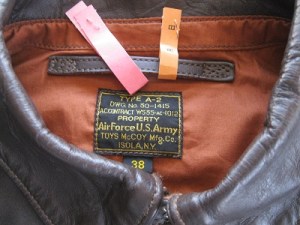 TYPE A-2
DWG. No. 30-1415
AC CONTRACT W535-AC-1012
PROPERTY
Air Force U.S. Army
TOYS McCOY Mfg. Co.
ISOLA, N.Y.
38